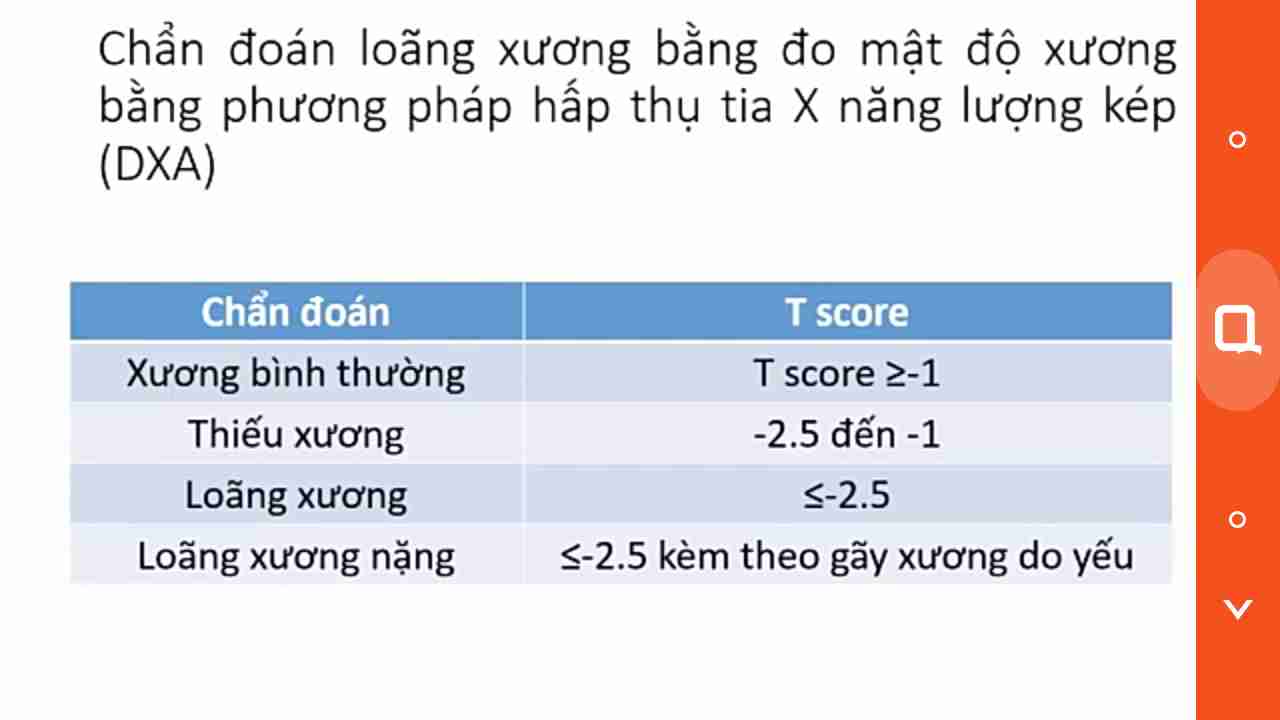 Chẩn đoán loãng xương bằng đo mật độ xương
bằng phương pháp hấp thụ tia X năng lượng kép
(DXA)
Chẩn đoán T score
Xương bình thường T score ≥-1
Thiếu xương -2.5 đến -1
Loãng xương ≤-2.5
Loãng xương nặng ≤-2.5 kèm theo gãy xương do yếu